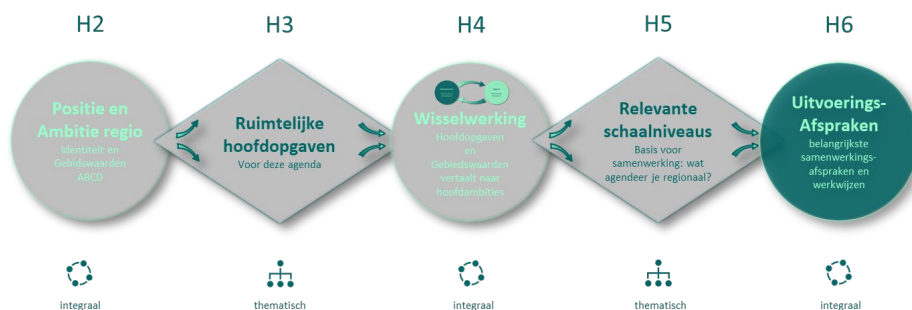 H2
H3
H4
H5
H6
Positie en
Ambitie regio
Identiteit en
Gebidswaarden
ABCD
Ruimtelijke
hoofdopgaven
Voor deze agenda
Wisselwerking
Hoofdopgaven
en
Gebiedswaarden
vertaalt naar
hoofdambities
Relevante
schaalniveaus
Basis voor
samenwerking: wat
agendeer je regionaal?
Uitvoerings-
Afspraken
belangrijkste
samenwerkings-
afspraken en
werkwijzen
integraal
thematisch
integraal
thematisch
integraal